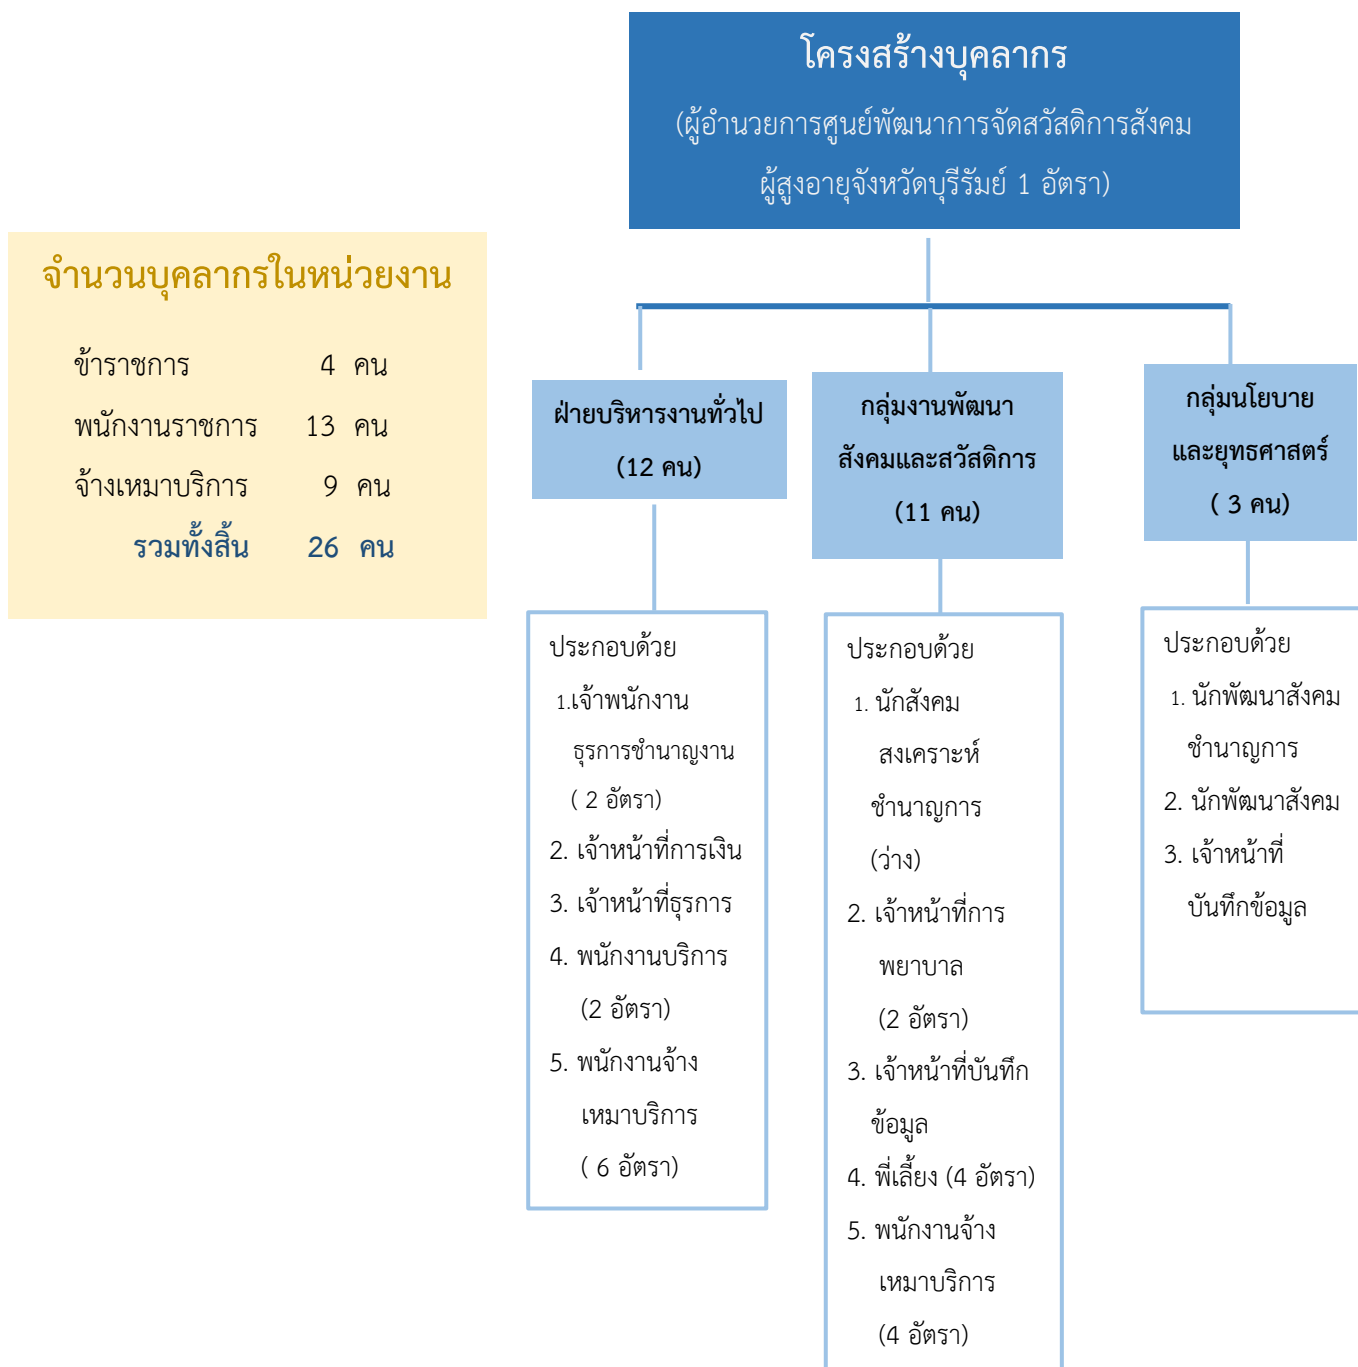 โครงสร้างบุคลากร
(ผู้อำนวยการศูนย์พัฒนาการจัดสวัสดิการสังคม
ผู้สูงอายุจังหวัดบุรีรัมย์ 1 อัตรา)
จำนวนบุคลากรในหน่วยงาน
ข้าราชการ 4 คน
พนักงานราชการ 13 คน
จ้างเหมาบริการ 9 คน
รวมทั้งสิ้น 26 คน
ฝ่ายบริหารงานทั่วไป
(12 คน)
ประกอบด้วย
1.เจ้าพนักงาน
ธุรการชำนาญงาน
( 2 อัตรา)
2. เจ้าหน้าที่การเงิน
3. เจ้าหน้าที่ธุรการ
4. พนักงานบริการ
(2 อัตรา)
5. พนักงานจ้าง
เหมาบริการ
( 6 อัตรา)
กลุ่มงานพัฒนา
สังคมและสวัสดิการ
(11 คน)
ประกอบด้วย
1. นักสังคม
สงเคราะห์
ชำนาญการ
(ว่าง)
2. เจ้าหน้าที่การ
พยาบาล
(2 อัตรา)
3. เจ้าหน้าที่บันทึก
ข้อมูล
4. พี่เลี้ยง (4 อัตรา)
5. พนักงานจ้าง
เหมาบริการ
(4 อัตรา)
กลุ่มนโยบาย
และยุทธศาสตร์
( 3 คน)
ประกอบด้วย
1. นักพัฒนาสังคม
ชำนาญการ
2. นักพัฒนาสังคม
3. เจ้าหน้าที่
บันทึกข้อมูล